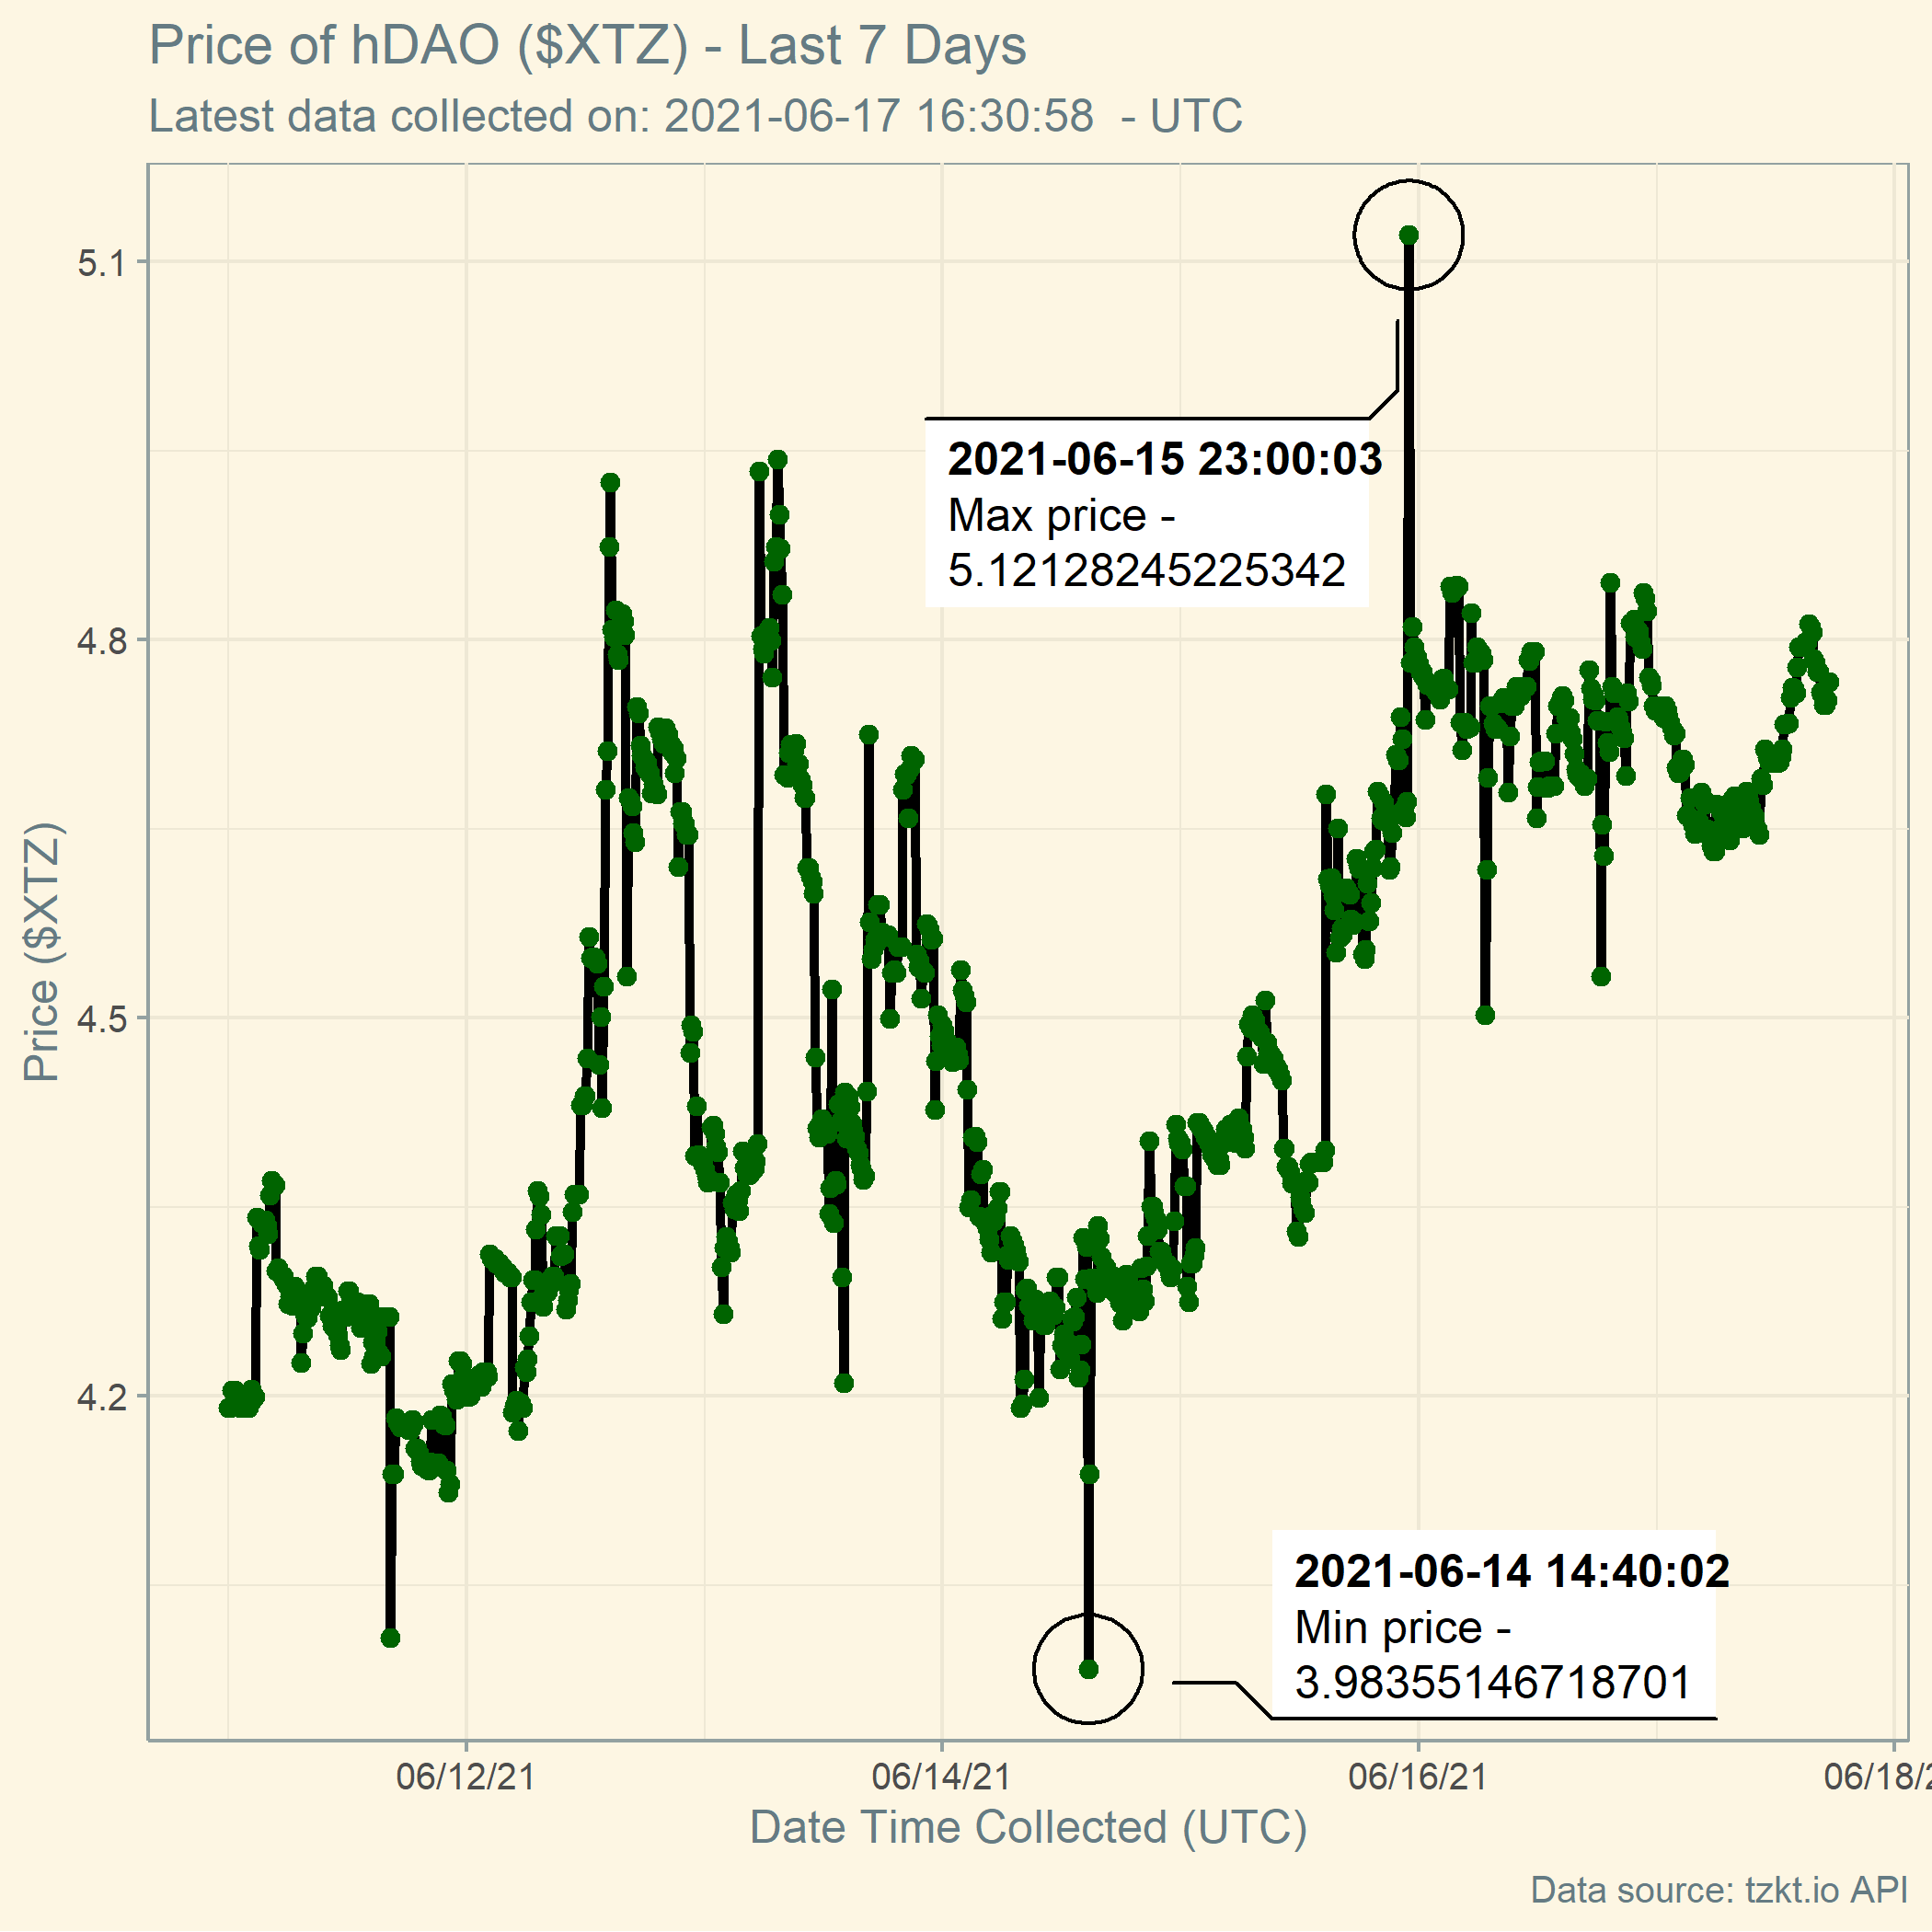 Price of hDAO ($XTZ) - Last 7 Days
Latest data collected on: 2021-06-17 16:30:58  - UTC
Price ($XTZ)
5.1
4.8
4.5
4.2
2021-06-15 23:00:03
Max price -
5.12128245225342
2021-06-14 14:40:02
Min price -
3.98355146718701
06/12/21
06/14/21
06/16/21
06/18/2
Date Time Collected (UTC)
Data source: tzkt.io API